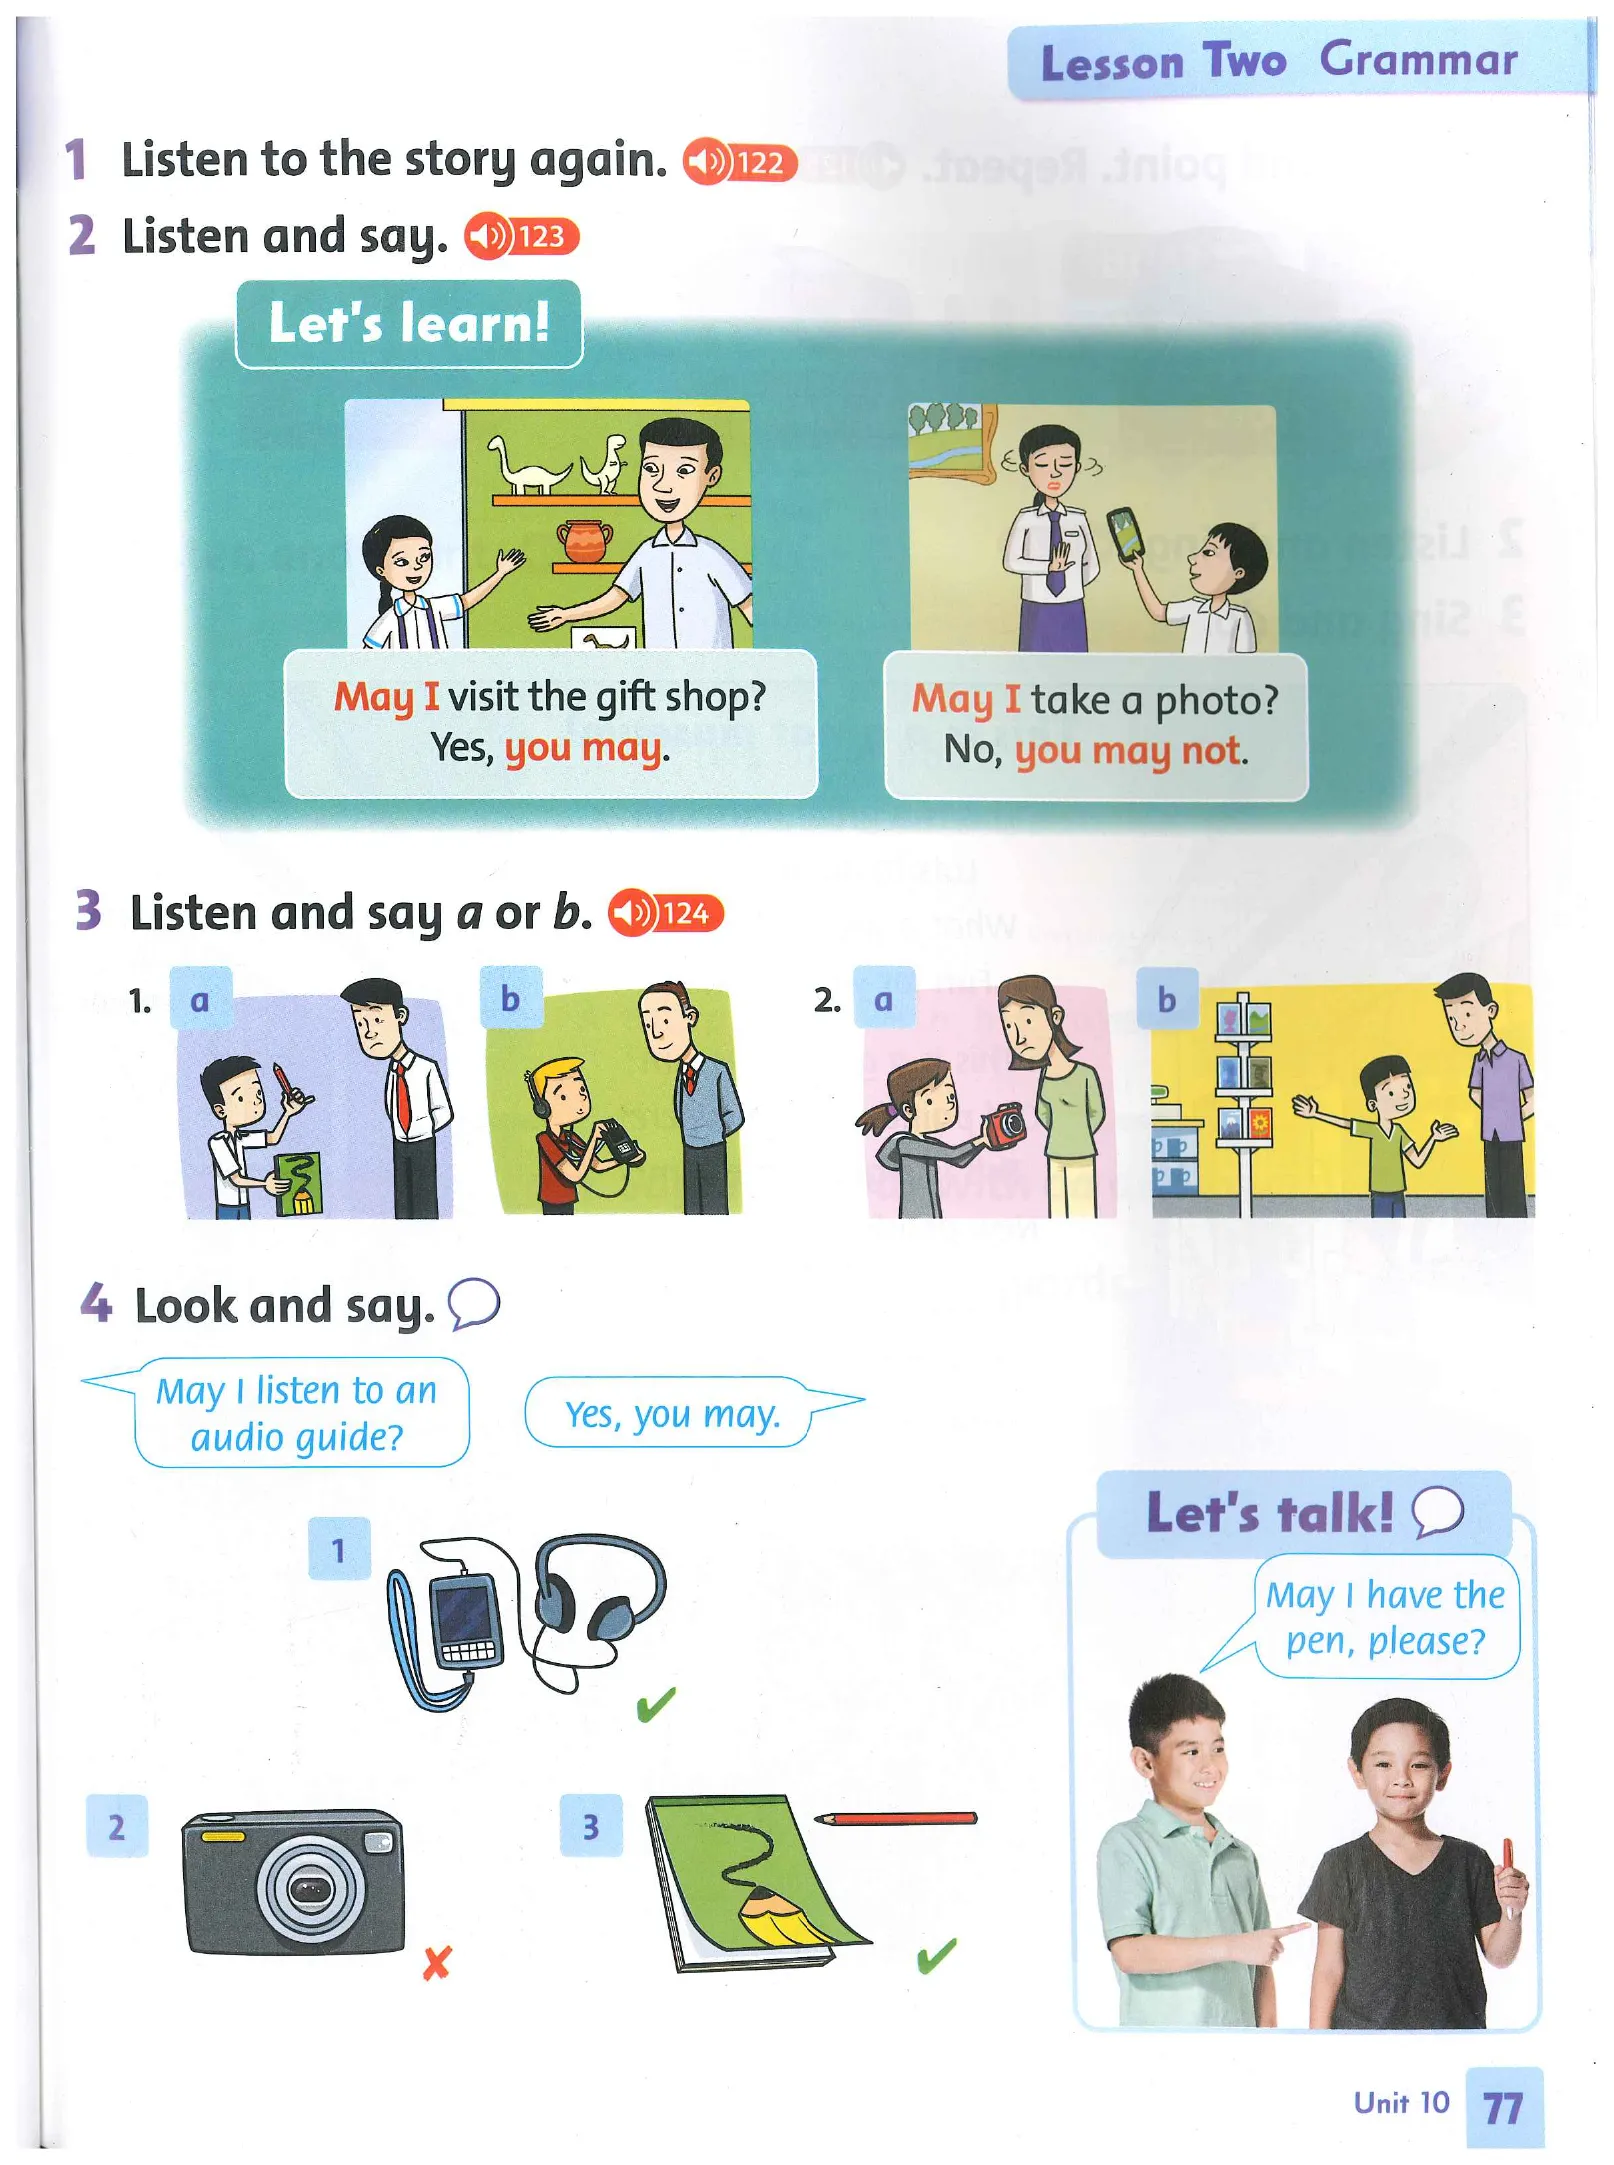 Lesson Two Grammar
1 Listen to the story again. 122
2 Listen and say. 123
Let's learn!
May I visit the gift shop?
Yes, you may.
May I take a photo?
No, you may not.
3 Listen and say a or b. 124
1. a b 2. a b
4 Look and say.
May I listen to an
audio guide?
Yes, you may.
1
2
3
Let's talk!
May I have the
pen, please?
Unit 10 77